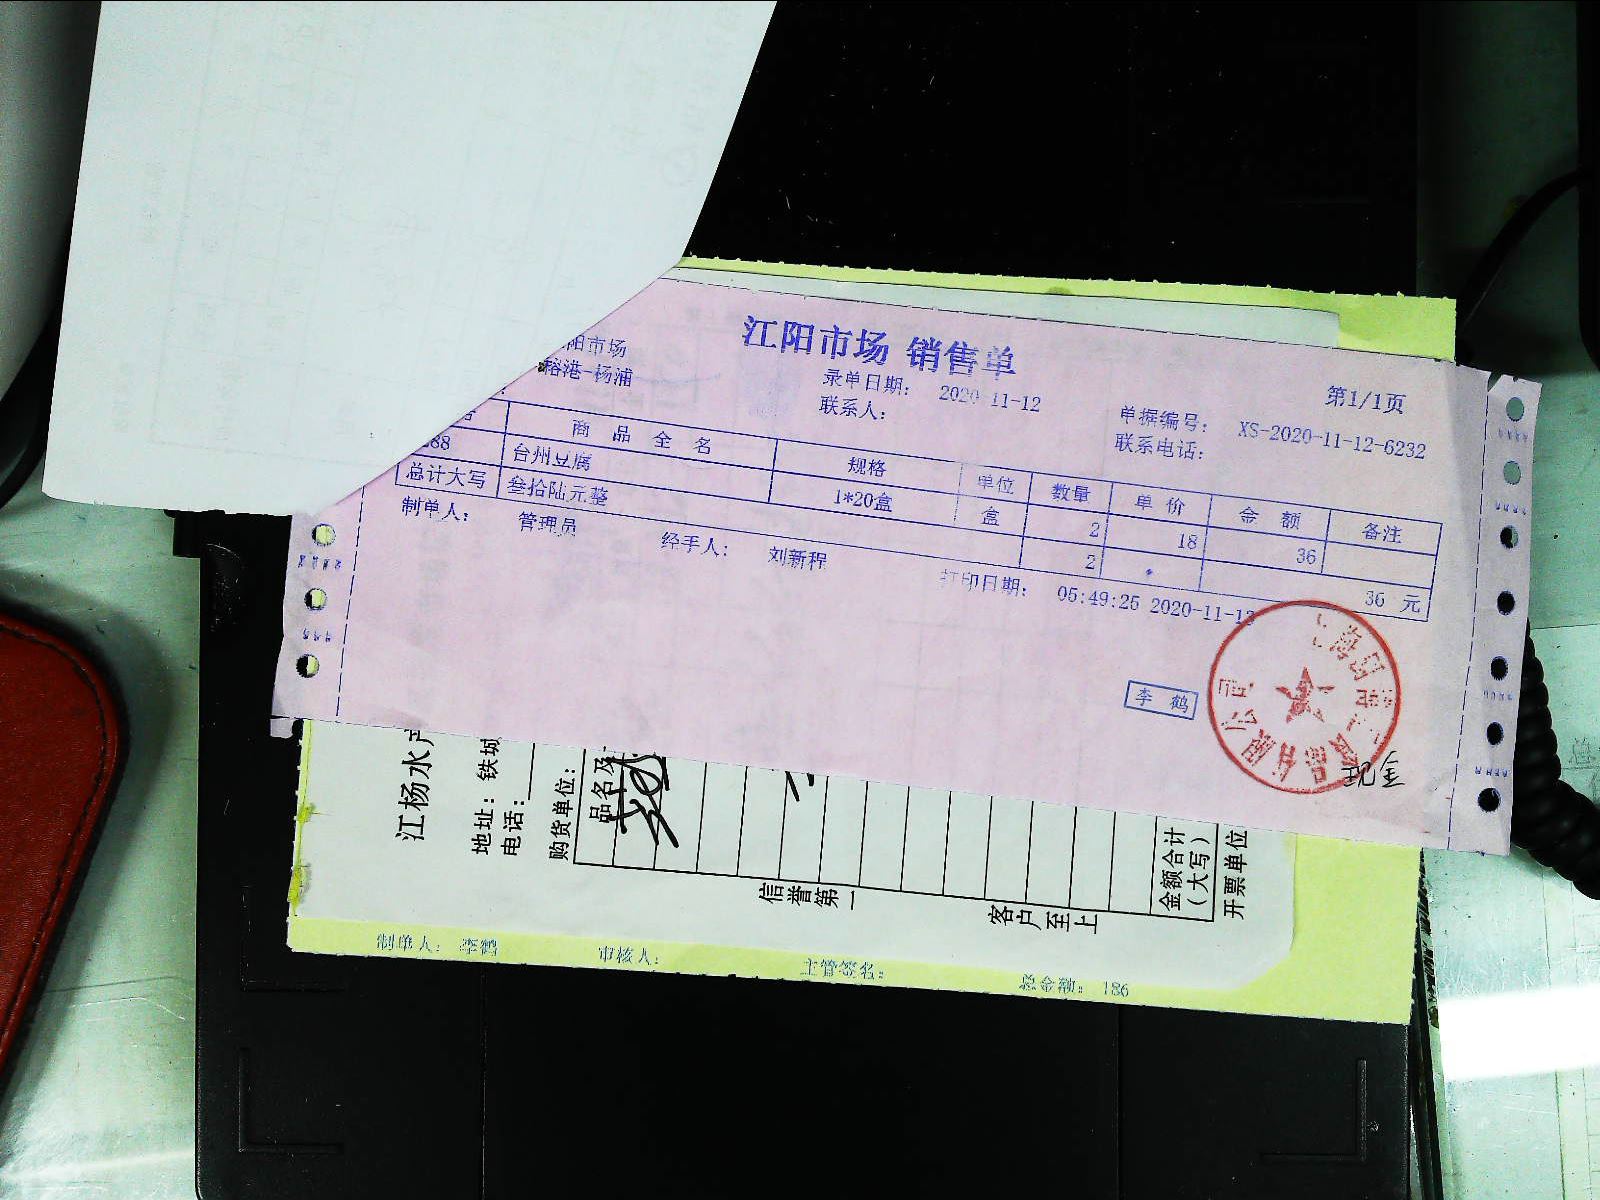 江阳市场 销售单
阳市场
裕港-杨浦
录单日期： 2020-11-12
联系人：
第1/1页
单据编号： XS-2020-11-12-6232
联系电话：
商品全名 规格 单位 数量 单价 金额 备注
288 台州豆腐 1*20盒 盒 2 18 36
总计大写 叁拾陆元整 2 36 元
制单人： 管理员 经手人： 刘新程 打印日期： 05:49:25 2020-11-13
李鹤
限公司
金旺
江杨水产
地址：铁城
电话：
购货单位：
品名及
金额合计
（大写）
开票单位
信誉第一
客户至上
制单人： 李鹤 审核人： 主管签名： 总金额： 186